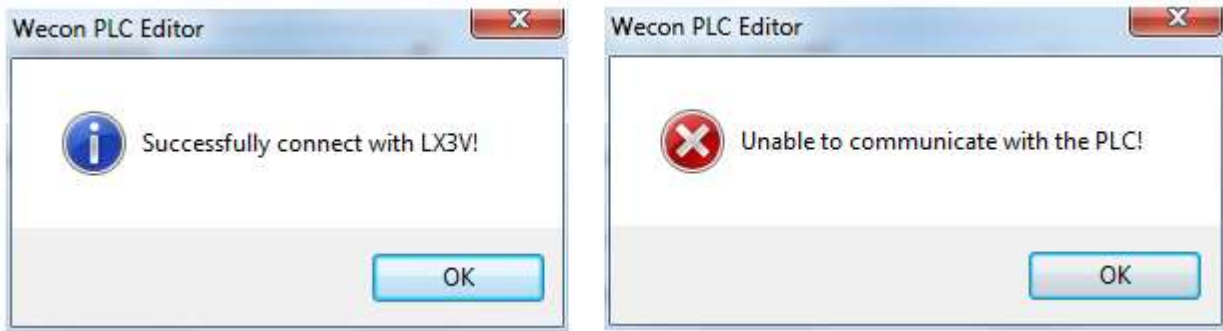 Wecon PLC Editor
Successfully connect with LX3V!
OK
Wecon PLC Editor
Unable to communicate with the PLC!
OK